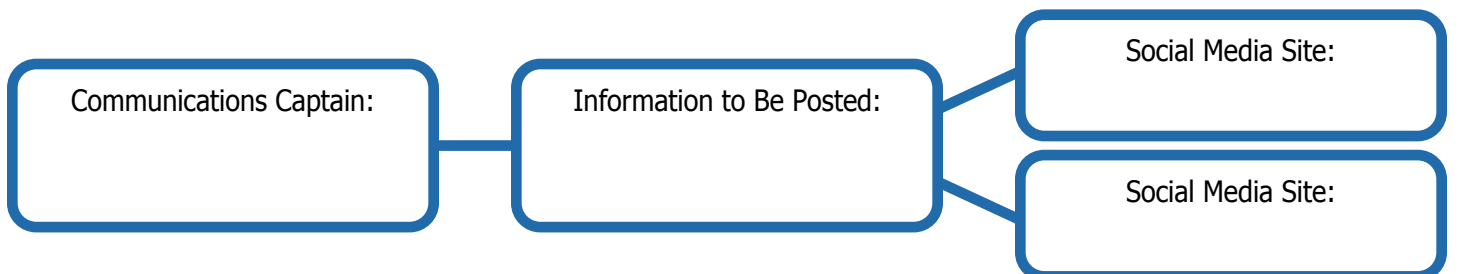 Communications Captain:
Information to Be Posted:
Social Media Site:
Social Media Site: